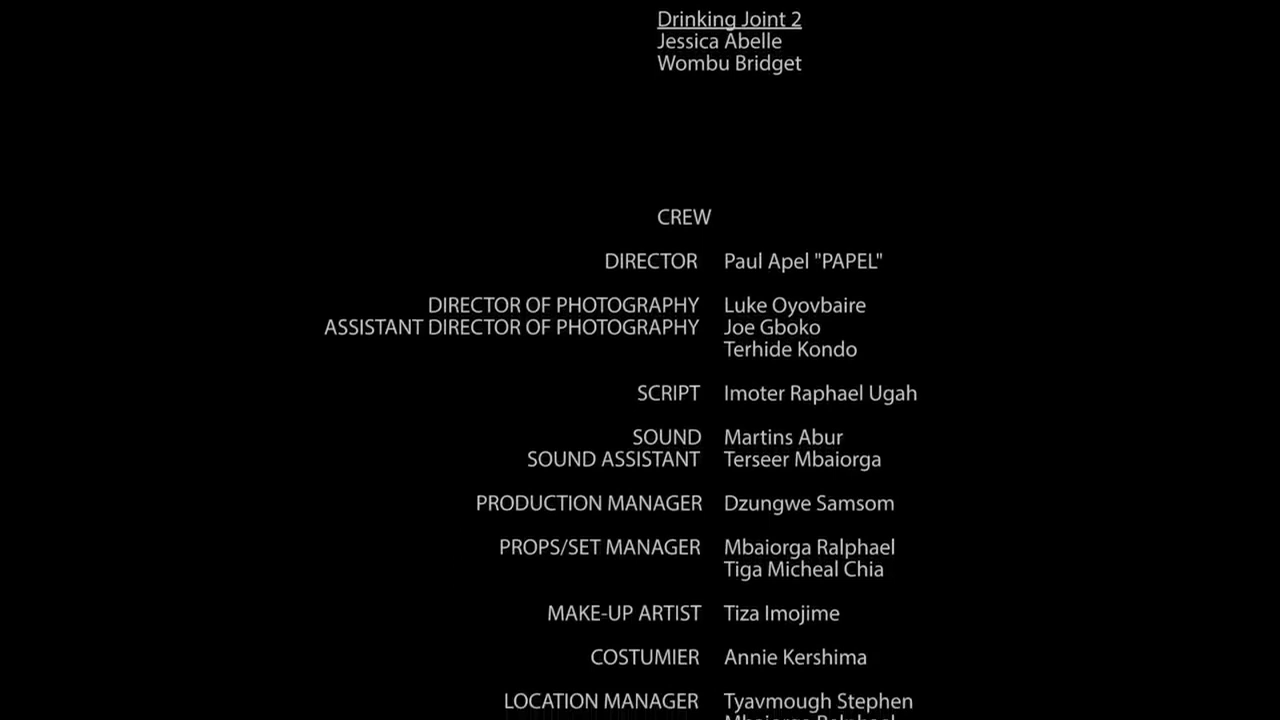 Drinking Joint 2
Jessica Abelle
Wombu Bridget
CREW
DIRECTOR Paul Apel "PAPEL"
DIRECTOR OF PHOTOGRAPHY Luke Oyovbaire
ASSISTANT DIRECTOR OF PHOTOGRAPHY Joe Gboko
Terhide Kondo
SCRIPT Imoter Raphael Ugah
SOUND Martins Abur
SOUND ASSISTANT Terseer Mbaiorga
PRODUCTION MANAGER Dzungwe Samsom
PROPS/SET MANAGER Mbaiorga Ralphael
Tiga Micheal Chia
MAKE-UP ARTIST Tiza Imojime
COSTUMIER Annie Kershima
LOCATION MANAGER Tyavmough Stephen